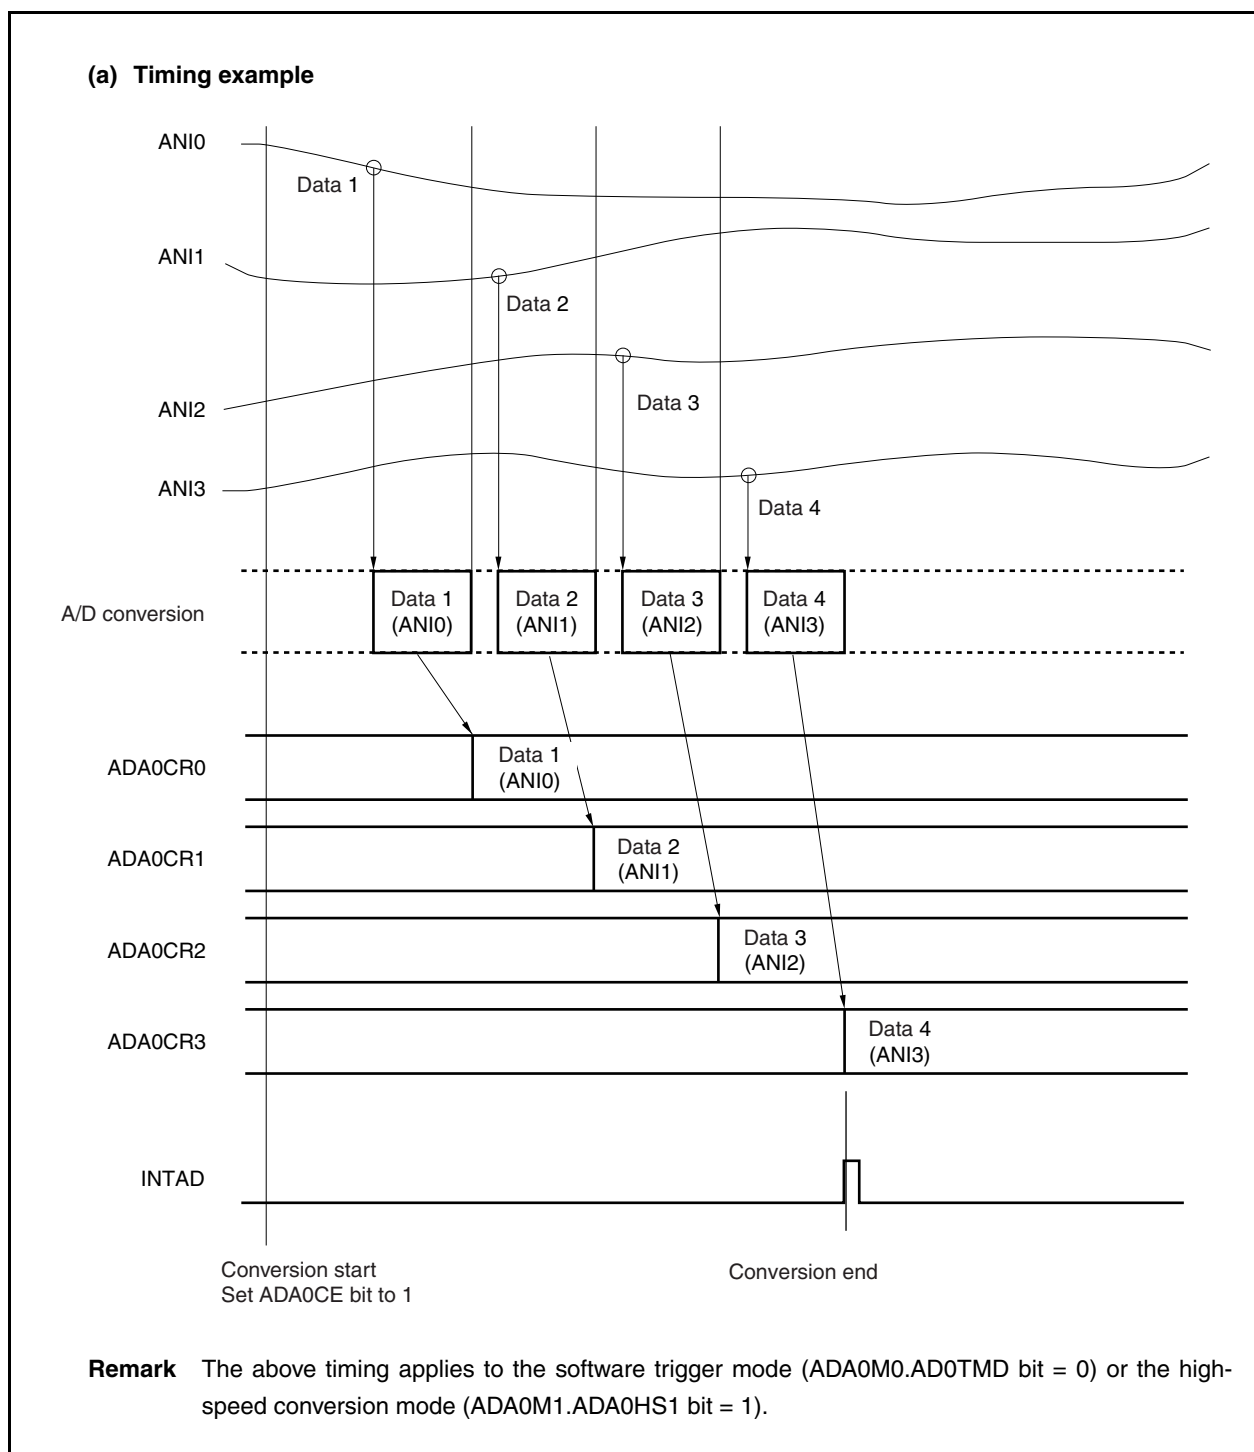 (a) Timing example
ANI0
Data 1
ANI1
Data 2
ANI2
Data 3
ANI3
Data 4
A/D conversion
Data 1
(ANI0)
Data 2
(ANI1)
Data 3
(ANI2)
Data 4
(ANI3)
ADA0CR0
Data 1
(ANI0)
ADA0CR1
Data 2
(ANI1)
ADA0CR2
Data 3
(ANI2)
ADA0CR3
Data 4
(ANI3)
INTAD
Conversion start
Set ADA0CE bit to 1
Conversion end
Remark The above timing applies to the software trigger mode (ADA0M0.AD0TMD bit = 0) or the high-
speed conversion mode (ADA0M1.ADA0HS1 bit = 1).